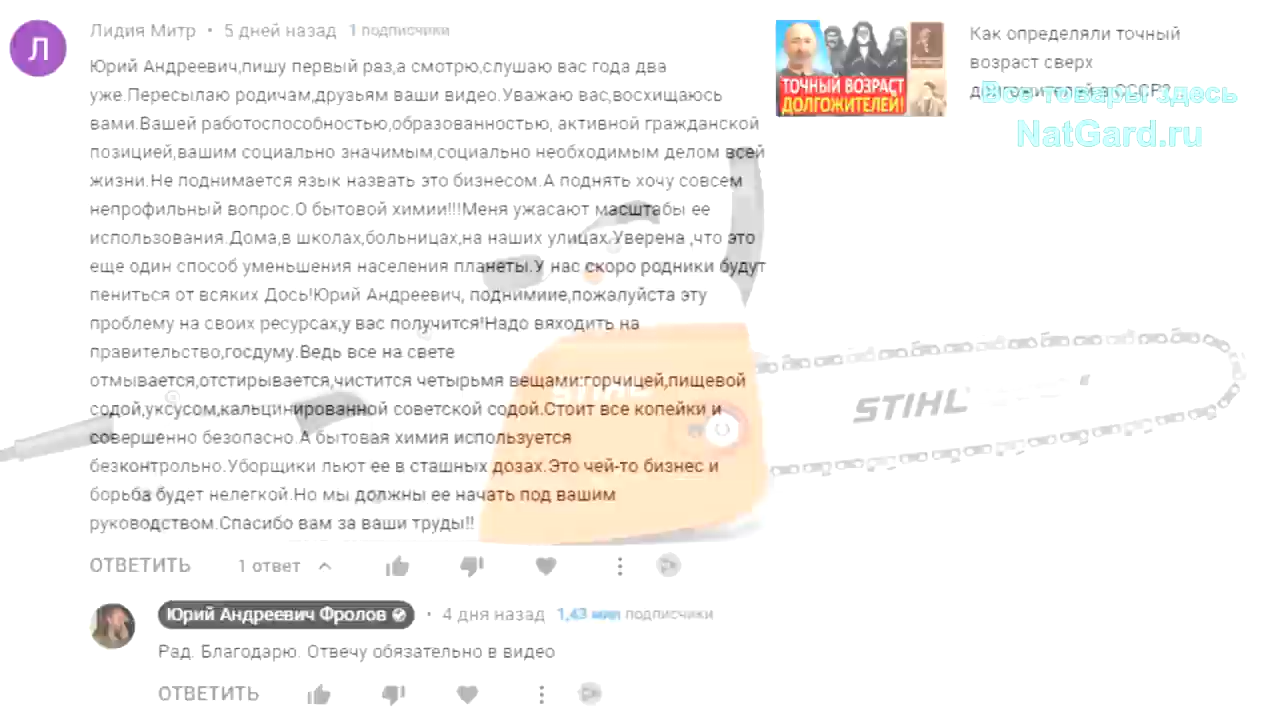 Л
Лидия Митр • 5 дней назад 1 подписчики
Юрий Андреевич,пишу первый раз,а смотрю,слушаю вас года два
уже.Пересылаю родичам,друзьям ваши видео.Уважаю вас,восхищаюсь
вами.Вашей работоспособностью,образованностью, активной гражданской
позицией,вашим социально значимым,социально необходимым делом всей
жизни.Не поднимается язык назвать это бизнесом.А поднять хочу совсем
непрофильный вопрос.О бытовой химии!!!Меня ужасают масштабы ее
использования.Дома,в школах,больницах,на наших улицах.Уверена ,что это
еще один способ уменьшения населения планеты.У нас скоро родники будут
пениться от всяких Дось!Юрий Андреевич, поднимиие,пожалуйста эту
проблему на своих ресурсах,у вас получится!Надо вяходить на
правительство,госдуму.Ведь все на свете
отмывается,отстирывается,чистится четырьмя вещами:горчицей,пищевой
содой,уксусом,кальцинированной советской содой.Стоит все копейки и
совершенно безопасно.А бытовая химия используется
безконтрольно.Уборщики льют ее в сташных дозах.Это чей-то бизнес и
борьба будет нелегкой.Но мы должны ее начать под вашим
руководством.Спасибо вам за ваши труды!!
ОТВЕТИТЬ 1 ответ
Юрий Андреевич Фролов • 4 дня назад 1,43 мил подписчики
Рад. Благодарю. Отвечу обязательно в видео
ОТВЕТИТЬ
ТОЧНЫЙ ВОЗРАСТ
ДОЛГОЖИТЕЛЕЙ!
Как определяли точный
возраст сверх
долгожителей в СССР?
Все товары здесь
NatGard.ru
STIHL
STIHL